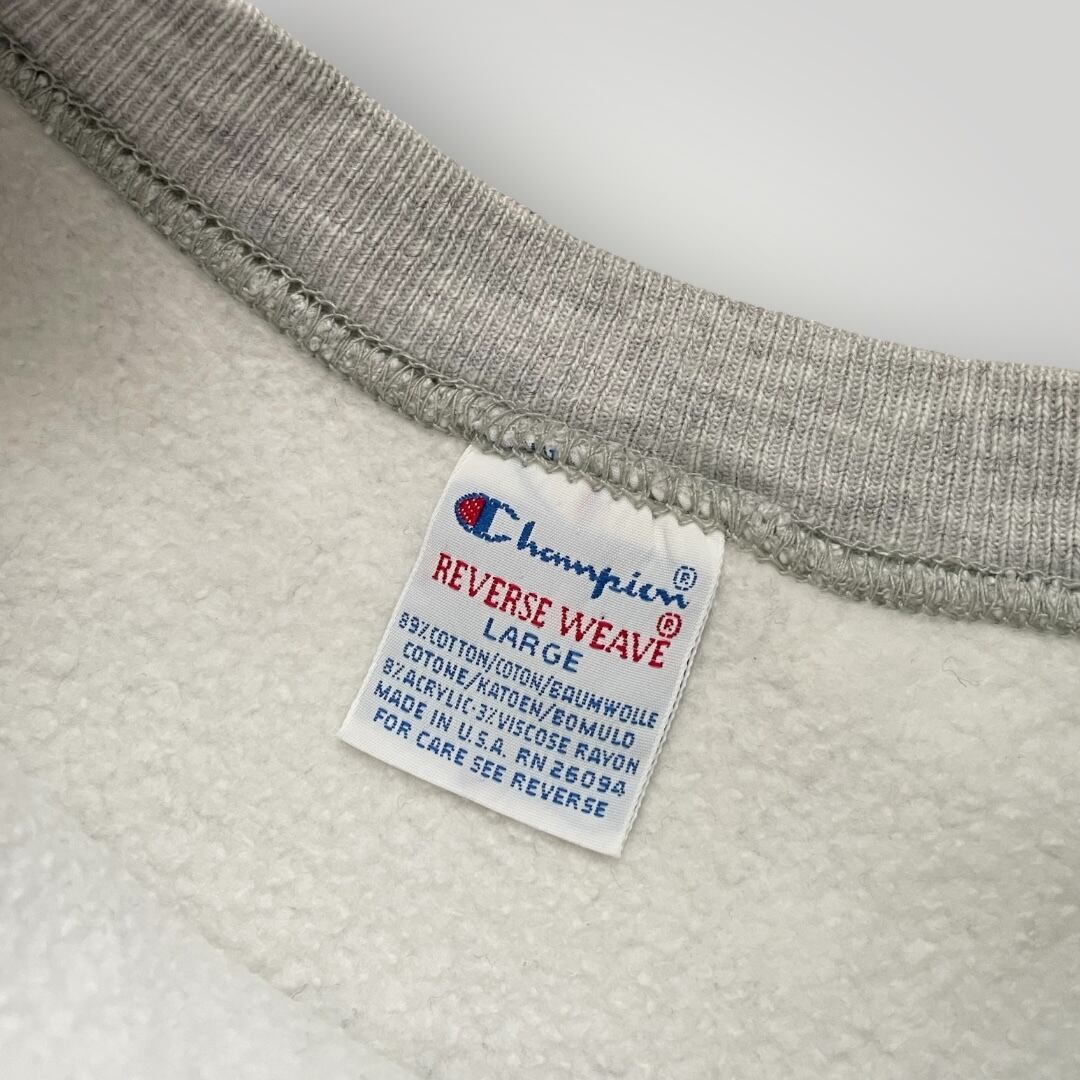 Champion®
REVERSE WEAVE®
LARGE
89% COTTON/COTON/BAUMWOLLE
COTONE/KATOEN/BOMULD
8% ACRYLIC-3% VISCOSE RAYON
MADE IN U.S.A. RN 26094
FOR CARE SEE REVERSE